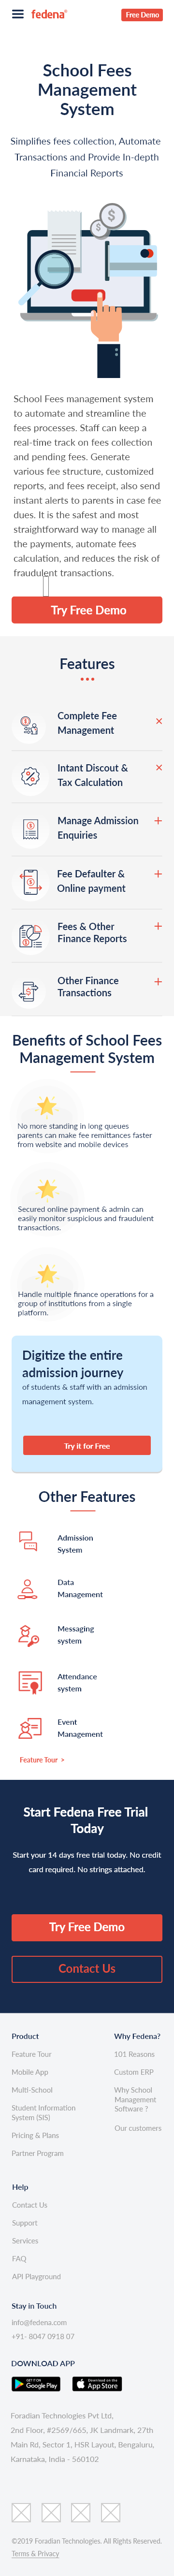 fedena
Free Demo
School Fees
Management
System
Simplifies fees collection, Automate
Transactions and Provide In-depth
Financial Reports
School Fees management system
to automate and streamline the
fees processes. Staff can keep a
real-time track on fees collection
and pending fees. Generate
various fee structure, customized
reports, and fees receipt, also send
instant alerts to parents in case fees
dues. It is the safest and most
straightforward way to manage all
the payments, automate fees
calculation, and reduces the risk of
fraudulent transactions.
Try Free Demo
Features
Complete Fee
Management
Intant Discout &
Tax Calculation
Manage Admission
Enquiries
Fee Defaulter &
Online payment
Fees & Other
Finance Reports
Other Finance
Transactions
Benefits of School Fees
Management System
No more standing in long queues
parents can make fee remittances faster
from website and mobile devices
Secured online payment & admin can
easily monitor suspicious and fraudulent
transactions.
Handle multiple finance operations for a
group of institutions from a single
platform.
Digitize the entire
admission journey
of students & staff with an admission
management system.
Try it for Free
Other Features
Admission
System
Data
Management
Messaging
system
Attendance
system
Event
Management
Feature Tour >
Start Fedena Free Trial
Today
Start your 14 days free trial today. No credit
card required. No strings attached.
Try Free Demo
Contact Us
Product
Feature Tour
Mobile App
Multi-School
Student Information
System (SIS)
Pricing & Plans
Partner Program
Why Fedena?
101 Reasons
Custom ERP
Why School
Management
Software ?
Our customers
Help
Contact Us
Support
Services
FAQ
API Playground
Stay in Touch
info@fedena.com
+91- 8047 0918 07
DOWNLOAD APP
GET IT ON
Google Play
Download on the
App Store
Foradian Technologies Pvt Ltd,
2nd Floor, #2569/665, JK Landmark, 27th
Main Rd, Sector 1, HSR Layout, Bengaluru,
Karnataka, India - 560102
©2019 Foradian Technologies. All Rights Reserved.
Terms & Privacy